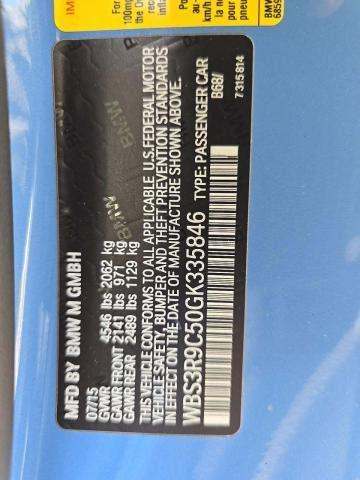 MFD BY BMW M GMBH
07/15
GVWR 4546 lbs 2062 kg
GAWR FRONT 2141 lbs 971 kg
GAWR REAR 2489 lbs 1129 kg
THIS VEHICLE CONFORMS TO ALL APPLICABLE U.S.FEDERAL MOTOR
VEHICLE SAFETY, BUMPER AND THEFT PREVENTION STANDARDS
IN EFFECT ON THE DATE OF MANUFACTURE SHOWN ABOVE.
WBS3R9C50GK335846 TYPE: PASSENGER CAR
B68/
7315814
BMW